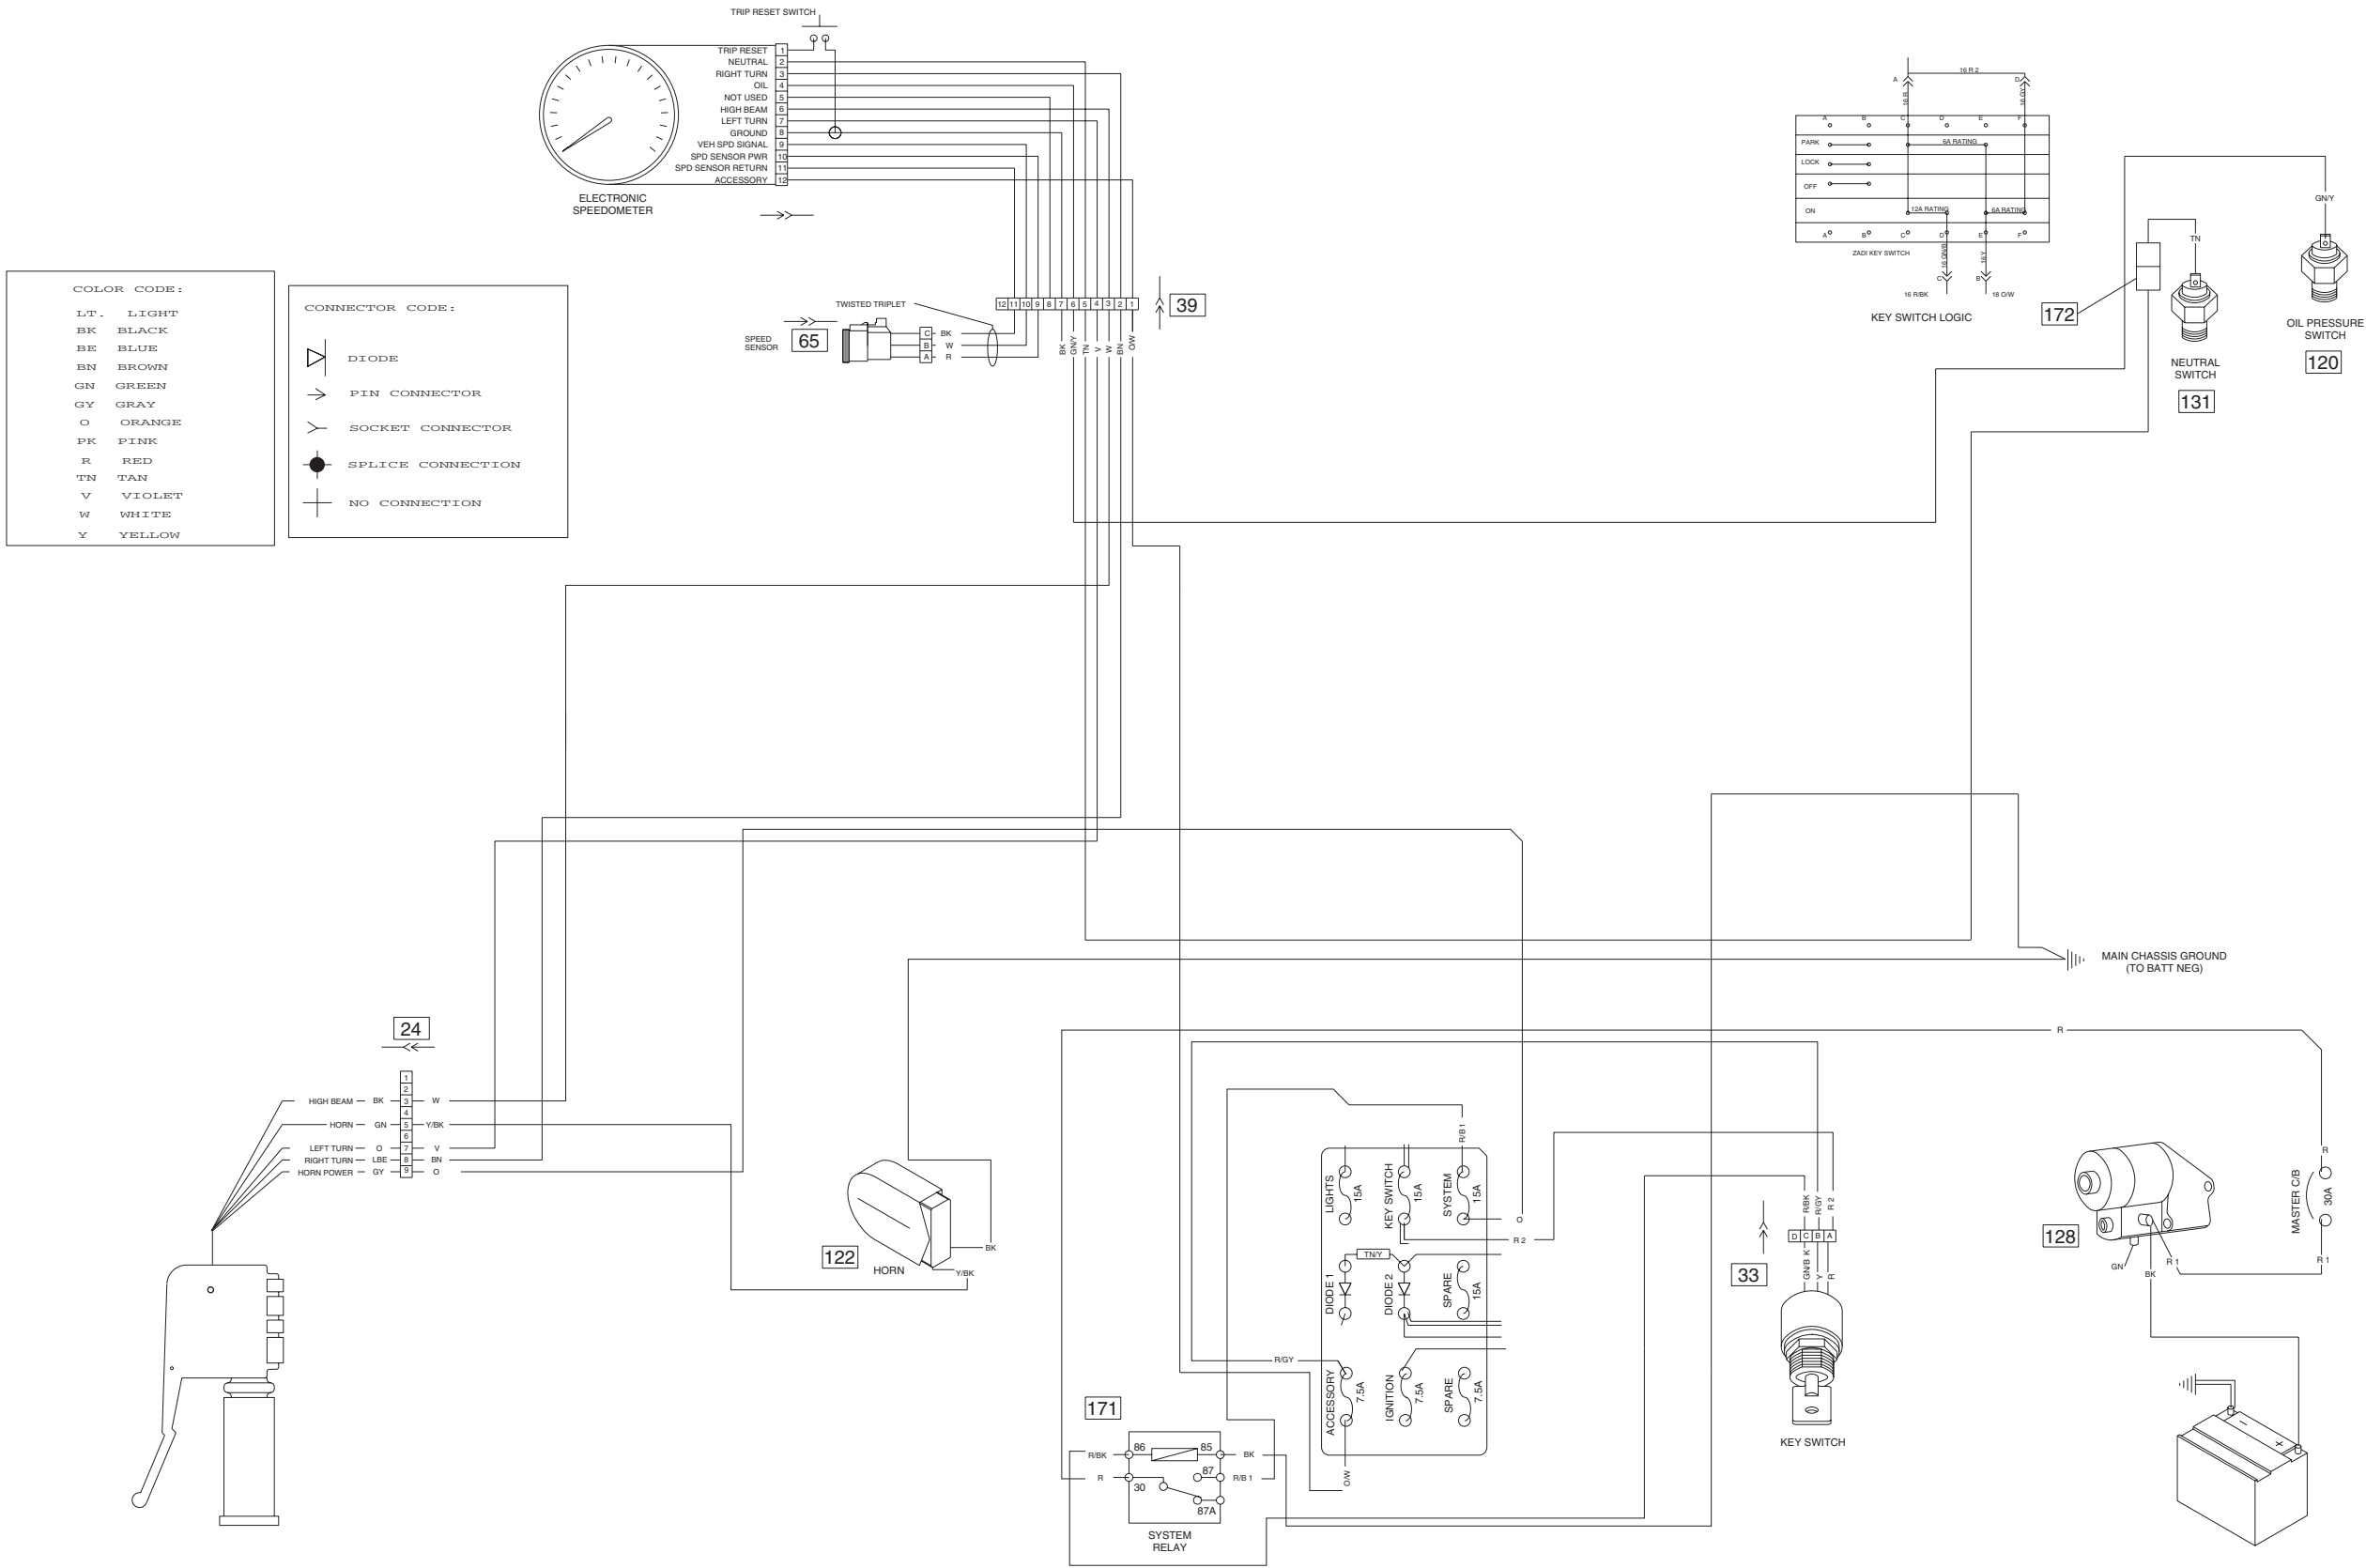 TRIP RESET SWITCH
TRIP RESET 1
NEUTRAL 2
RIGHT TURN 3
OIL 4
NOT USED 5
HIGH BEAM 6
LEFT TURN 7
GROUND 8
VEH SPD SIGNAL 9
SPD SENSOR PWR 10
SPD SENSOR RETURN 11
ACCESSORY 12
ELECTRONIC
SPEEDOMETER
16 R 2
A D
16 R 16 GY
A B C D E F
PARK 6A RATING
LOCK
OFF
ON 12A RATING 6A RATING
A B C D E F
ZADI KEY SWITCH
16 GN/B 16 Y
C B
16 R/BK 18 O/W
KEY SWITCH LOGIC
GN/Y
TN
172
OIL PRESSURE
SWITCH
120
NEUTRAL
SWITCH
131
COLOR CODE:
LT. LIGHT
BK BLACK
BE BLUE
BN BROWN
GN GREEN
GY GRAY
O ORANGE
PK PINK
R RED
TN TAN
V VIOLET
W WHITE
Y YELLOW
CONNECTOR CODE:
DIODE
PIN CONNECTOR
SOCKET CONNECTOR
SPLICE CONNECTION
NO CONNECTION
TWISTED TRIPLET
12 11 10 9 8 7 6 5 4 3 2 1
39
SPEED
SENSOR
65
C BK
B W
A R
BK GN/Y TN V W BN O/W
MAIN CHASSIS GROUND
(TO BATT NEG)
24
1
2
HIGH BEAM BK 3 W
4
HORN GN 5 Y/BK
6
LEFT TURN O 7 V
RIGHT TURN LBE 8 BN
HORN POWER GY 9 O
122
HORN
BK
Y/BK
R
R/B 1
LIGHTS 15A
KEY SWITCH 15A
SYSTEM 15A
O
R 2
TN/Y
DIODE 1
DIODE 2
SPARE 15A
R/GY
ACCESSORY 7.5A
IGNITION 7.5A
SPARE 7.5A
O/W
R/BK R/GY R 2
D C B A
GN/B K Y R
33
KEY SWITCH
128
GN BK R 1
R
MASTER C/B 30A
R 1
- +
171
R/BK 86 85 BK
R 30 87 R/B 1
87A
SYSTEM
RELAY